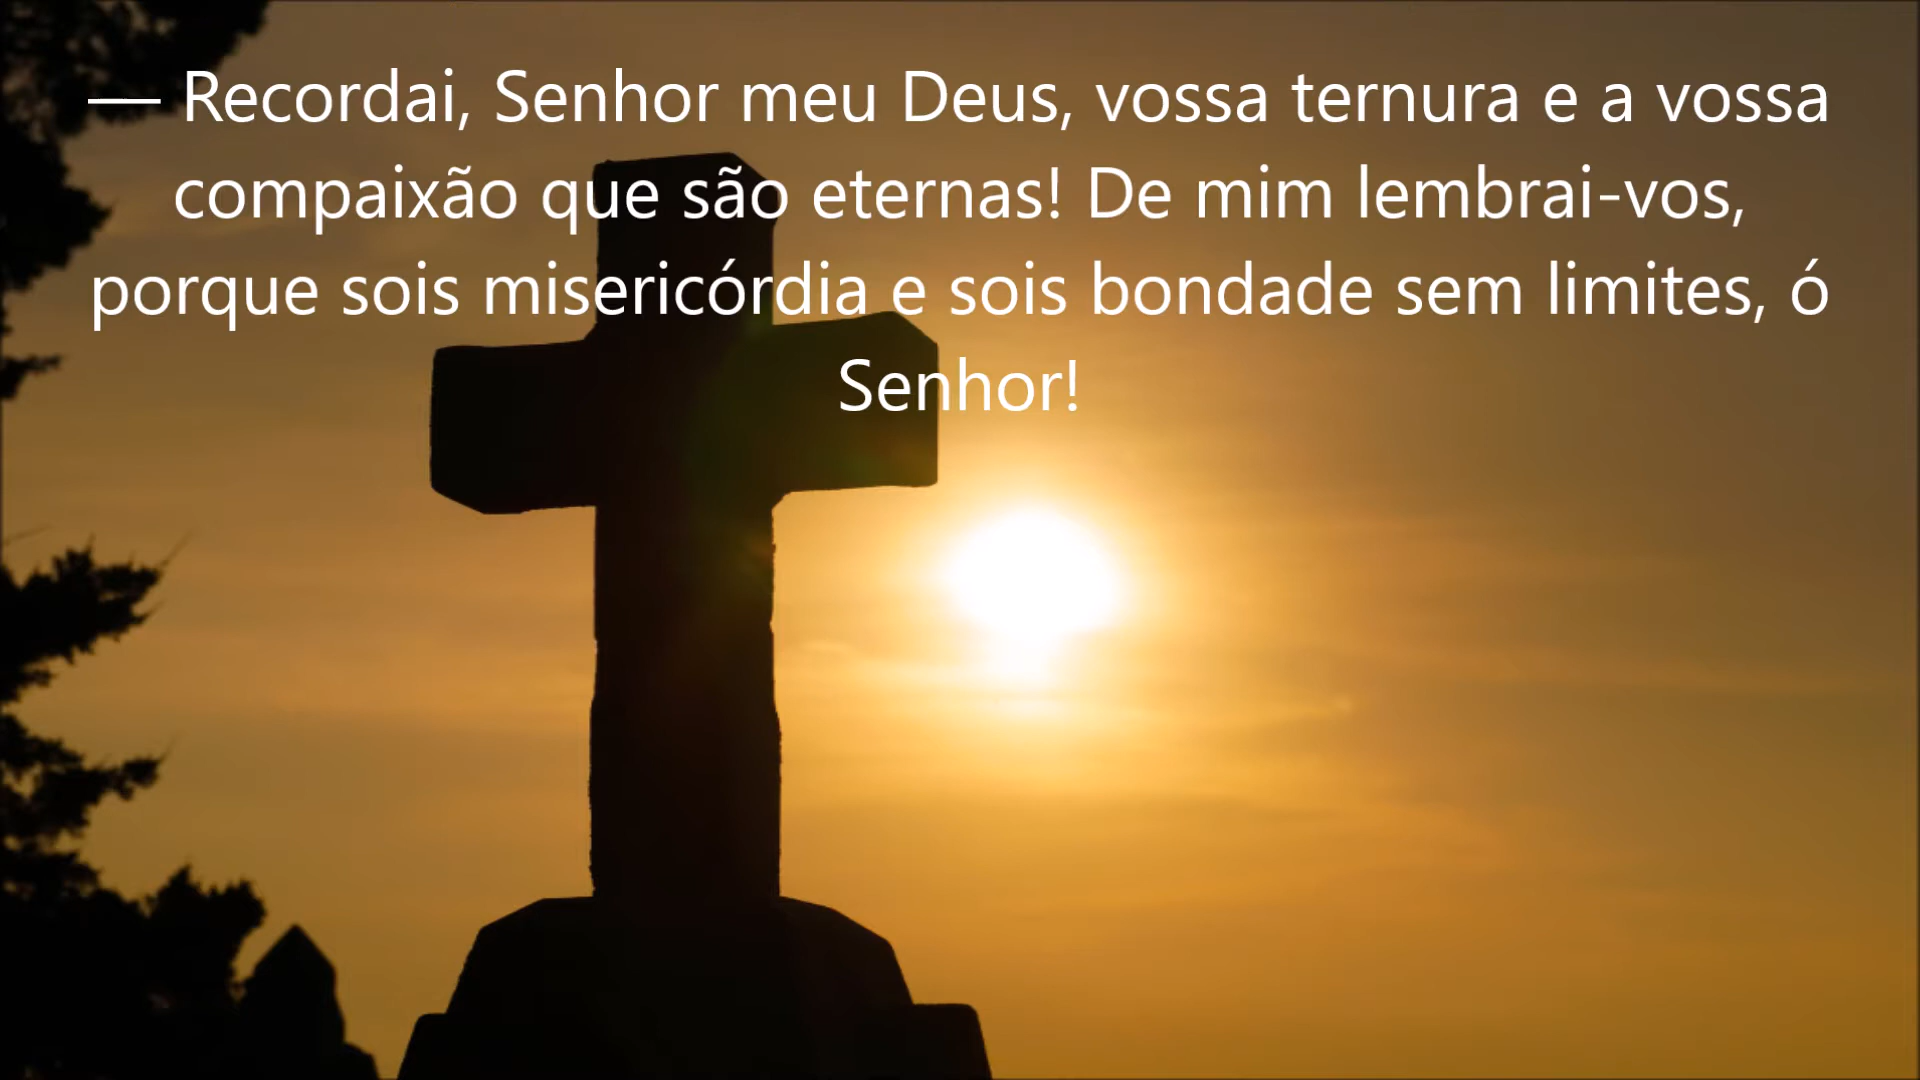 — Recordai, Senhor meu Deus, vossa ternura e a vossa
compaixão que são eternas! De mim lembrai-vos,
porque sois misericórdia e sois bondade sem limites, ó
Senhor!